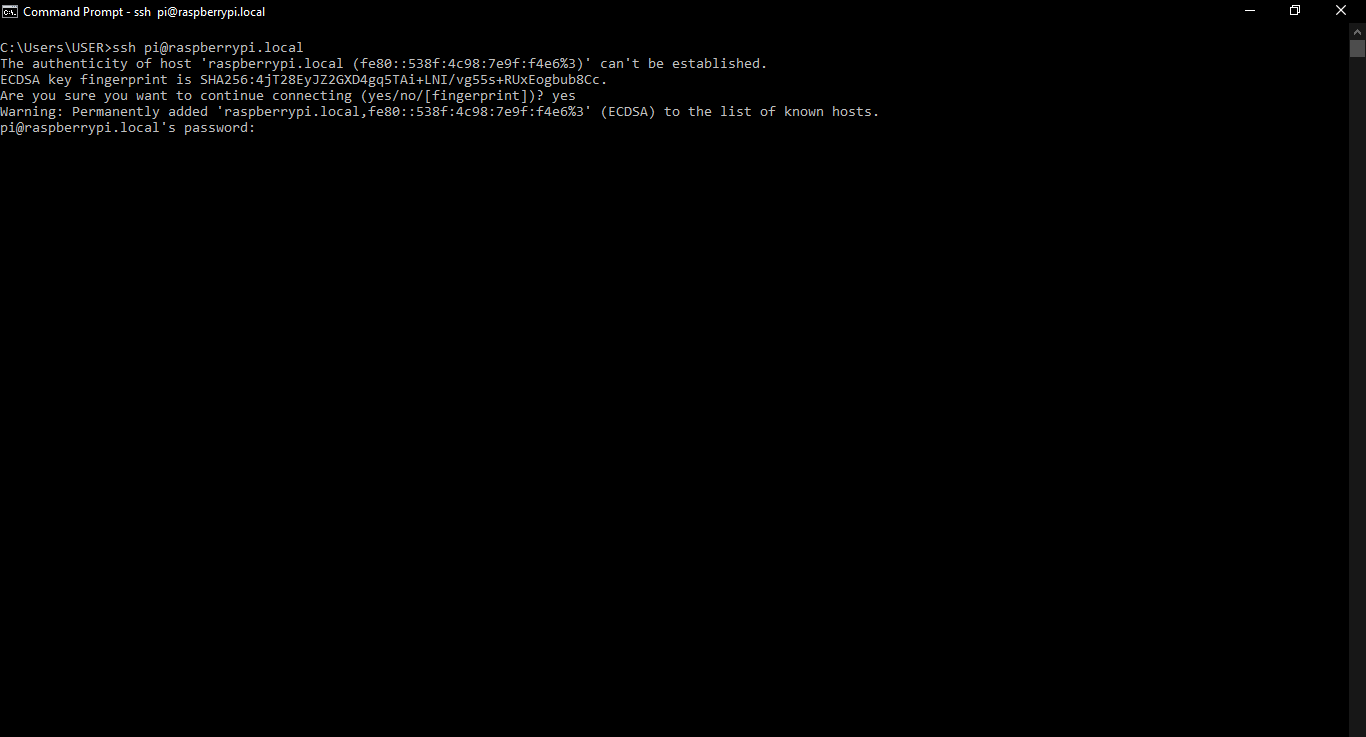 Command Prompt - ssh  pi@raspberrypi.local
C:\Users\USER>ssh pi@raspberrypi.local
The authenticity of host 'raspberrypi.local (fe80::538f:4c98:7e9f:f4e6%3)' can't be established.
ECDSA key fingerprint is SHA256:4jT28EyJZ2GXD4gq5TAi+LNI/vg55s+RUxEogbub8Cc.
Are you sure you want to continue connecting (yes/no/[fingerprint])? yes
Warning: Permanently added 'raspberrypi.local,fe80::538f:4c98:7e9f:f4e6%3' (ECDSA) to the list of known hosts.
pi@raspberrypi.local's password: